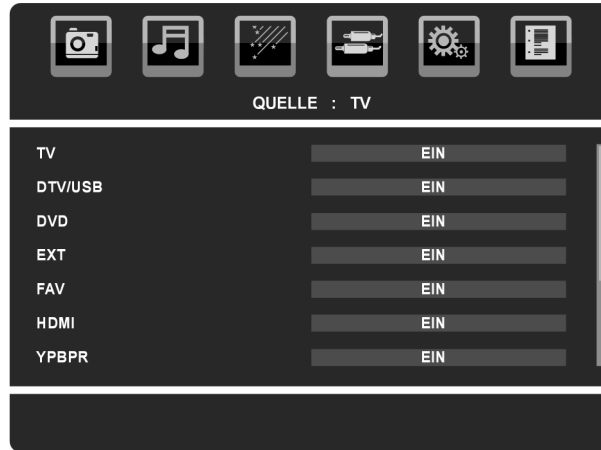 QUELLE : TV
TV EIN
DTV/USB EIN
DVD EIN
EXT EIN
FAV EIN
HDMI EIN
YPBPR EIN